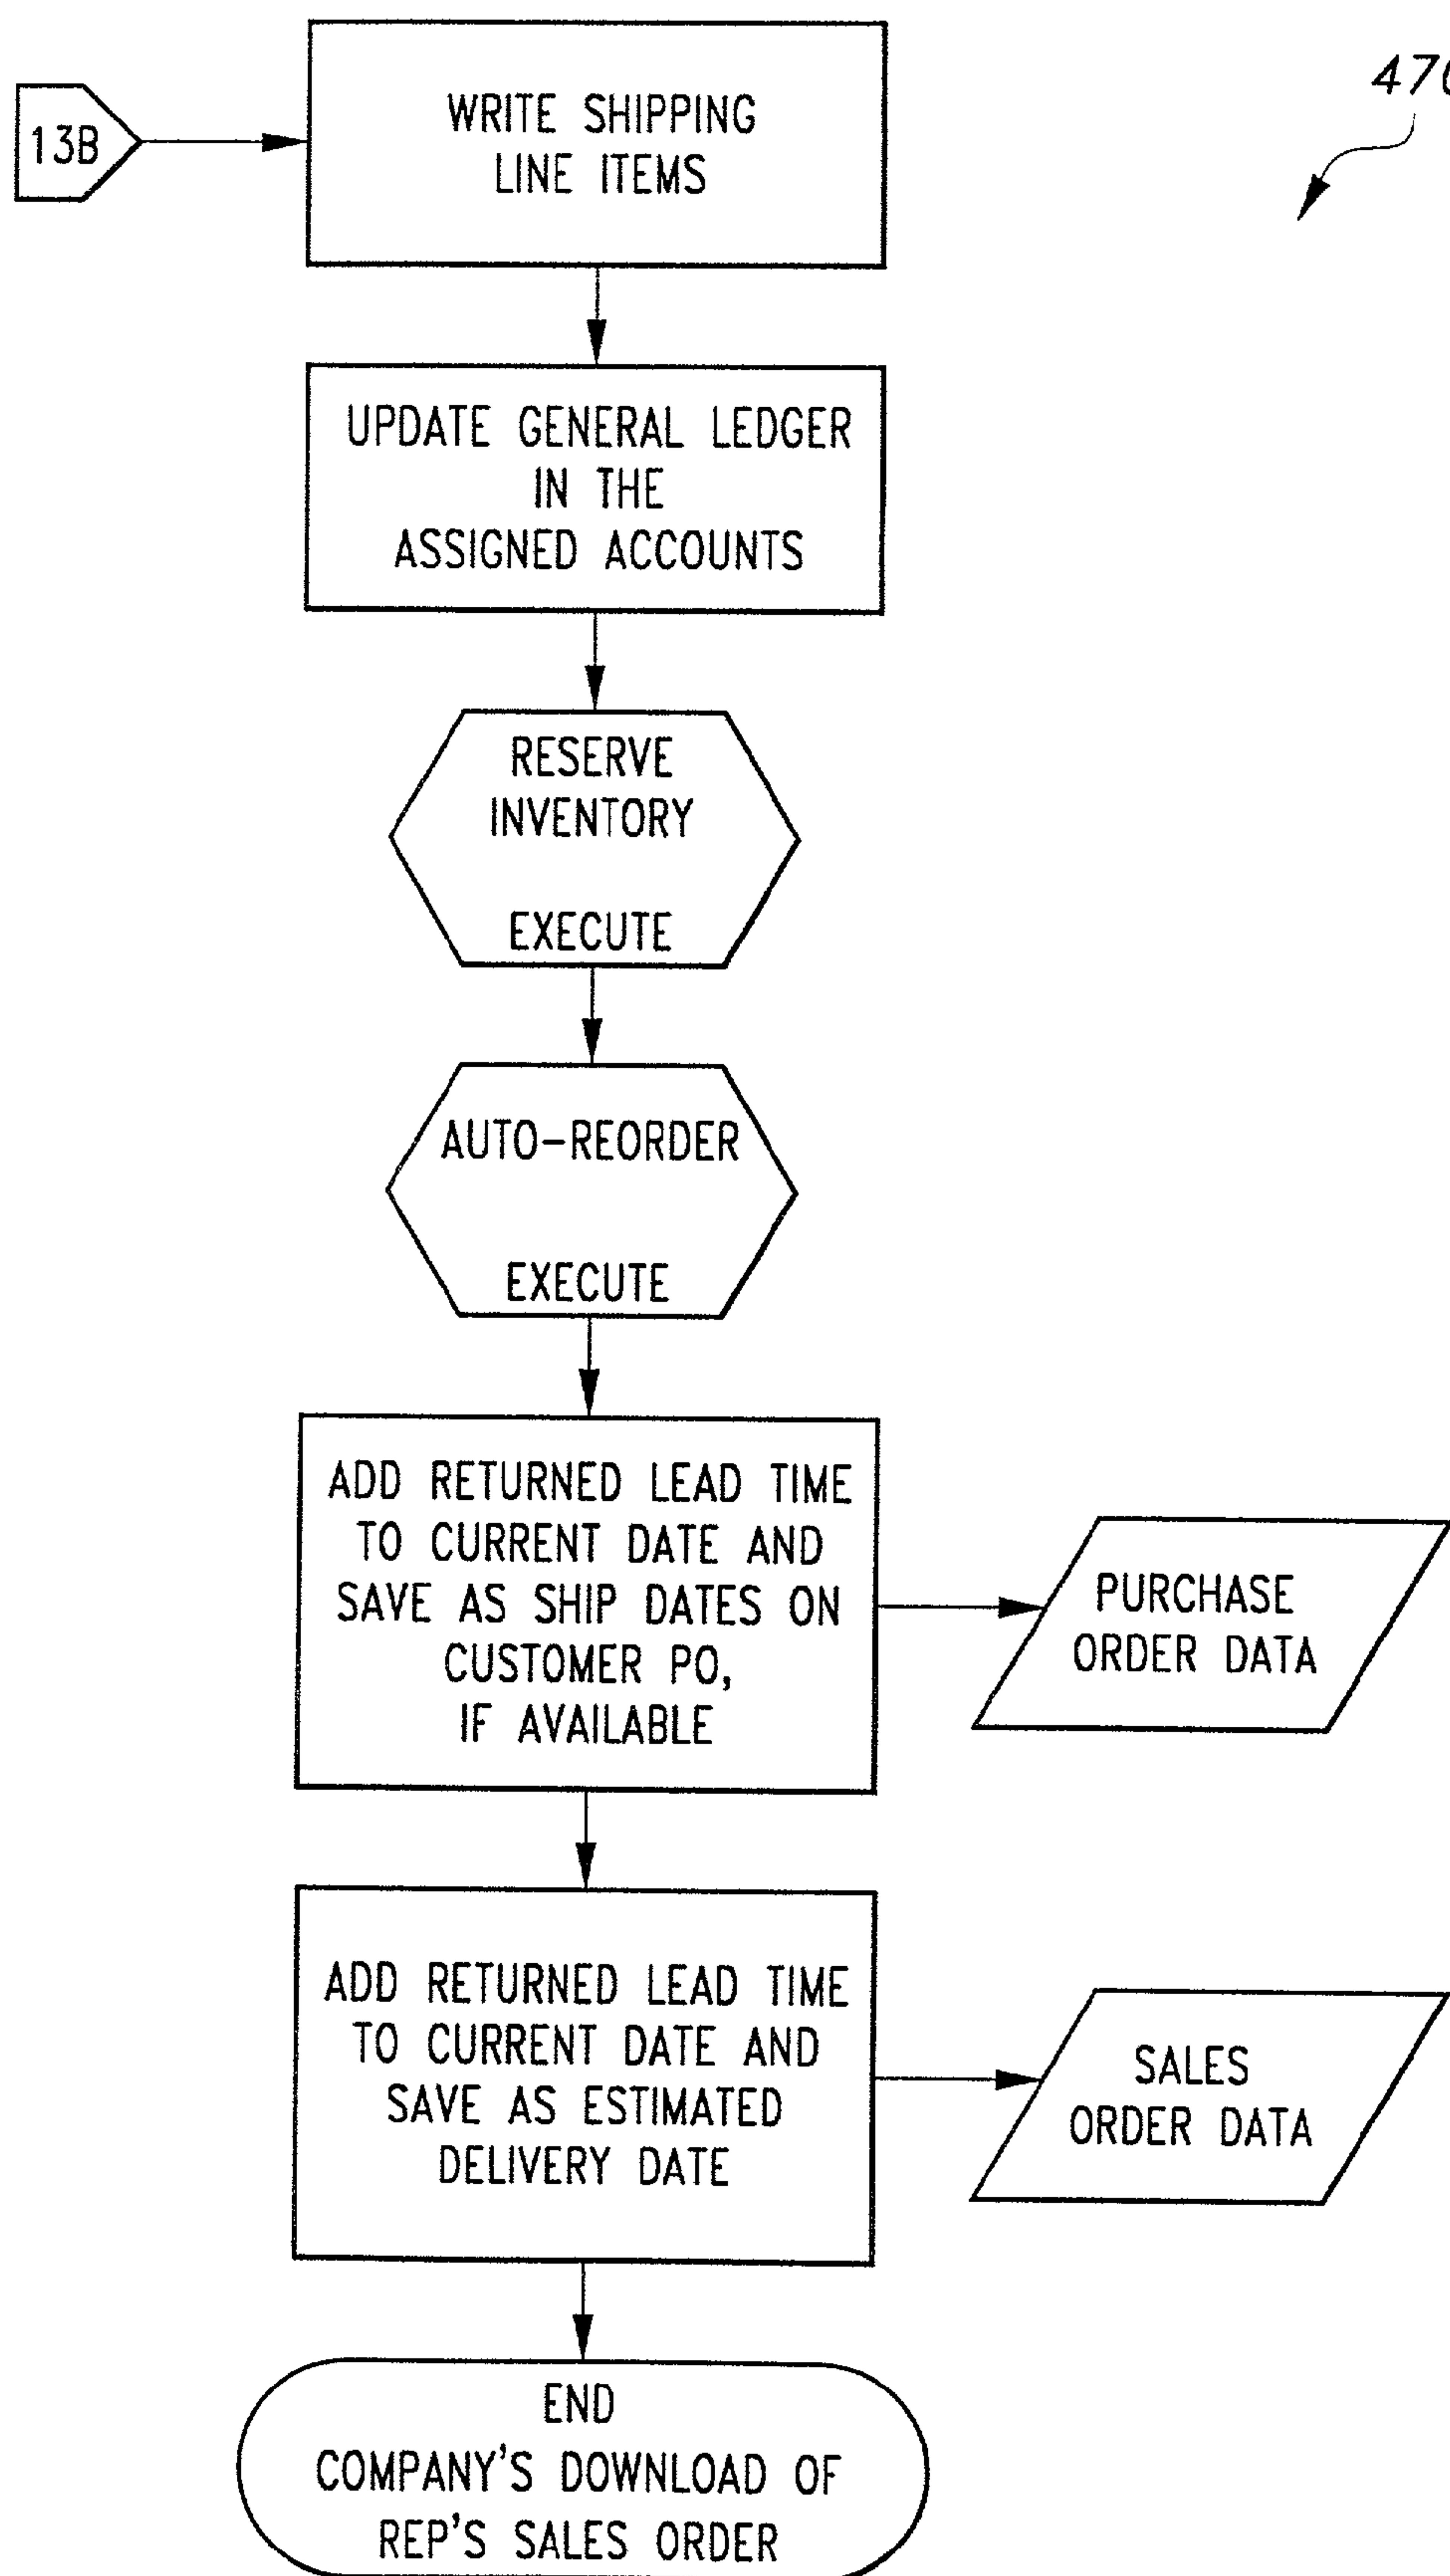 13B
WRITE SHIPPING
LINE ITEMS
UPDATE GENERAL LEDGER
IN THE
ASSIGNED ACCOUNTS
RESERVE
INVENTORY
EXECUTE
AUTO-REORDER
EXECUTE
ADD RETURNED LEAD TIME
TO CURRENT DATE AND
SAVE AS SHIP DATES ON
CUSTOMER PO,
IF AVAILABLE
PURCHASE
ORDER DATA
ADD RETURNED LEAD TIME
TO CURRENT DATE AND
SAVE AS ESTIMATED
DELIVERY DATE
SALES
ORDER DATA
END
COMPANY'S DOWNLOAD OF
REP'S SALES ORDER